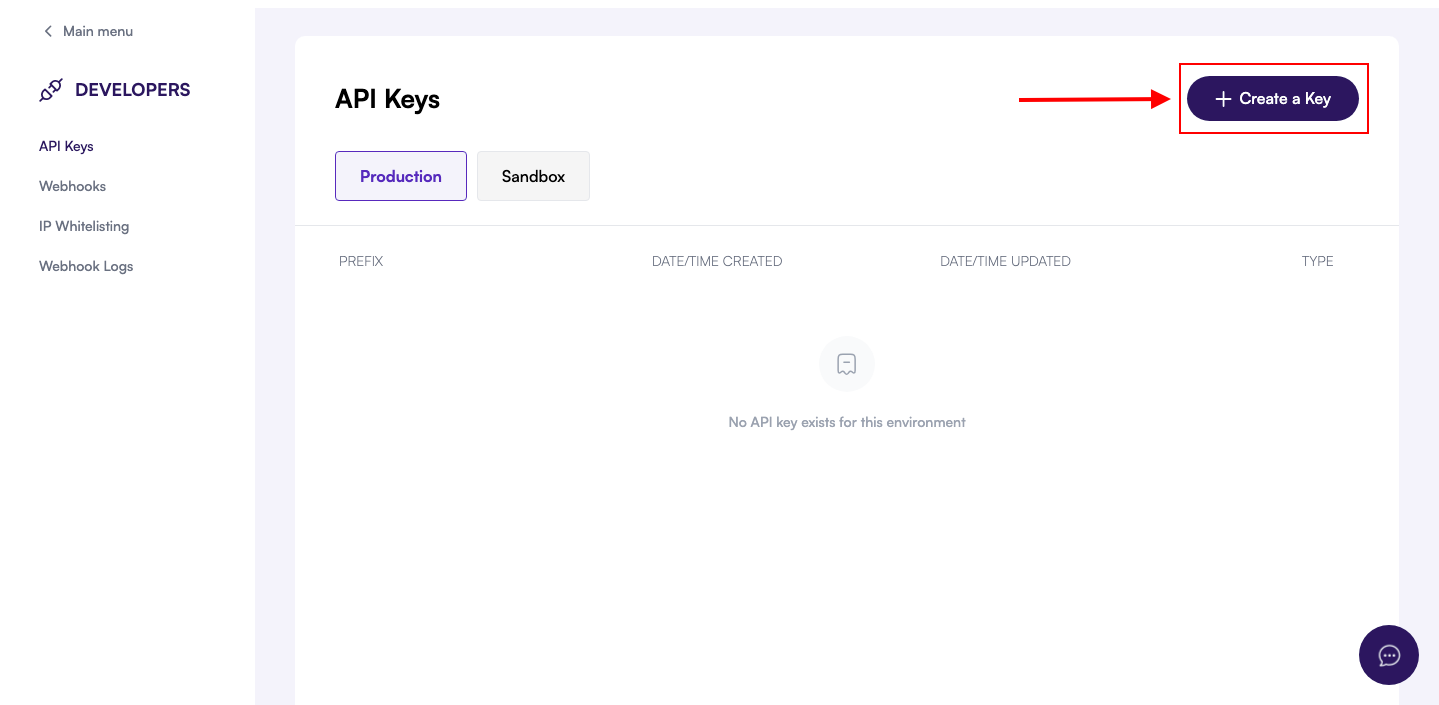 Main menu
DEVELOPERS
API Keys
Webhooks
IP Whitelisting
Webhook Logs
API Keys
Create a Key
Production
Sandbox
PREFIX DATE/TIME CREATED DATE/TIME UPDATED TYPE
No API key exists for this environment